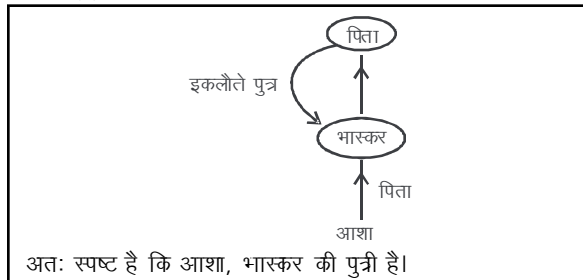 पिता
इकलौते पुत्र
भास्कर
पिता
आशा
अतः स्पष्ट है कि आशा, भास्कर की पुत्री है।